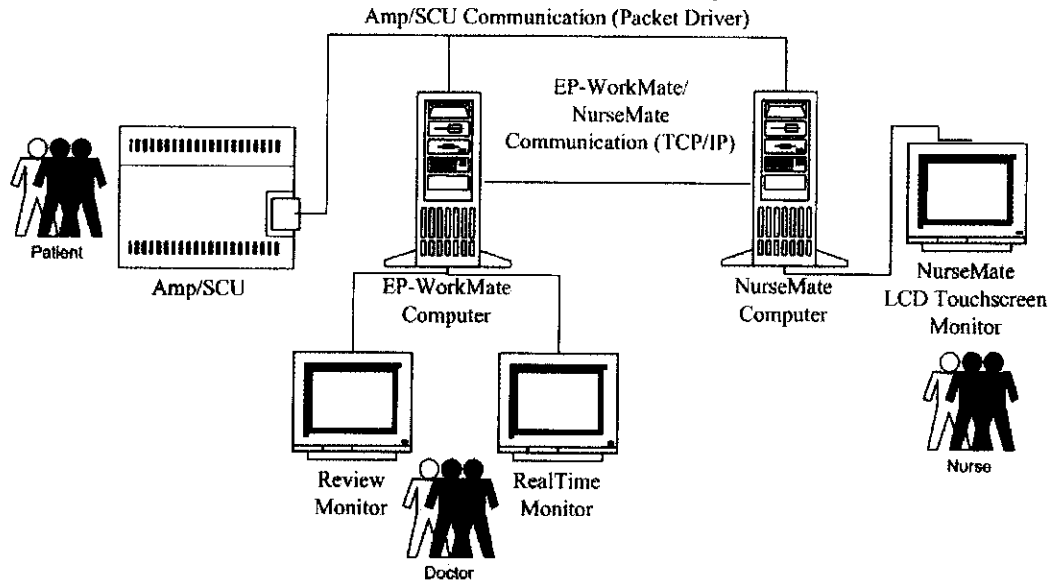 Amp/SCU Communication (Packet Driver)
EP-WorkMate/
NurseMate
Communication (TCP/IP)
Patient
Amp/SCU
EP-WorkMate
Computer
NurseMate
Computer
NurseMate
LCD Touchscreen
Monitor
Review
Monitor
RealTime
Monitor
Nurse
Doctor